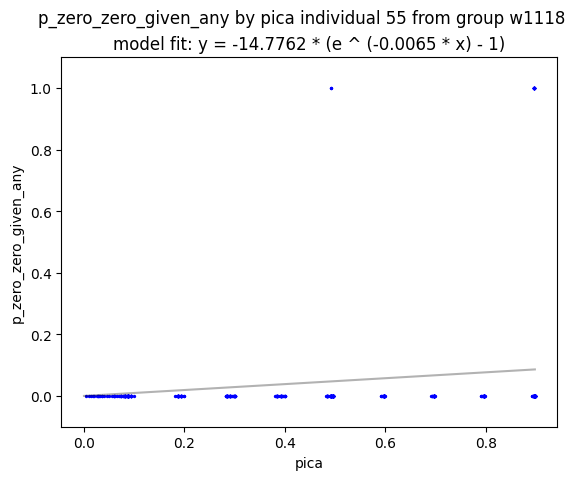 p_zero_zero_given_any by pica individual 55 from group w1118
model fit: y = -14.7762 * (e ^ (-0.0065 * x) - 1)
1.0
0.8
0.6
0.4
0.2
0.0
p_zero_zero_given_any
0.0 0.2 0.4 0.6 0.8
pica